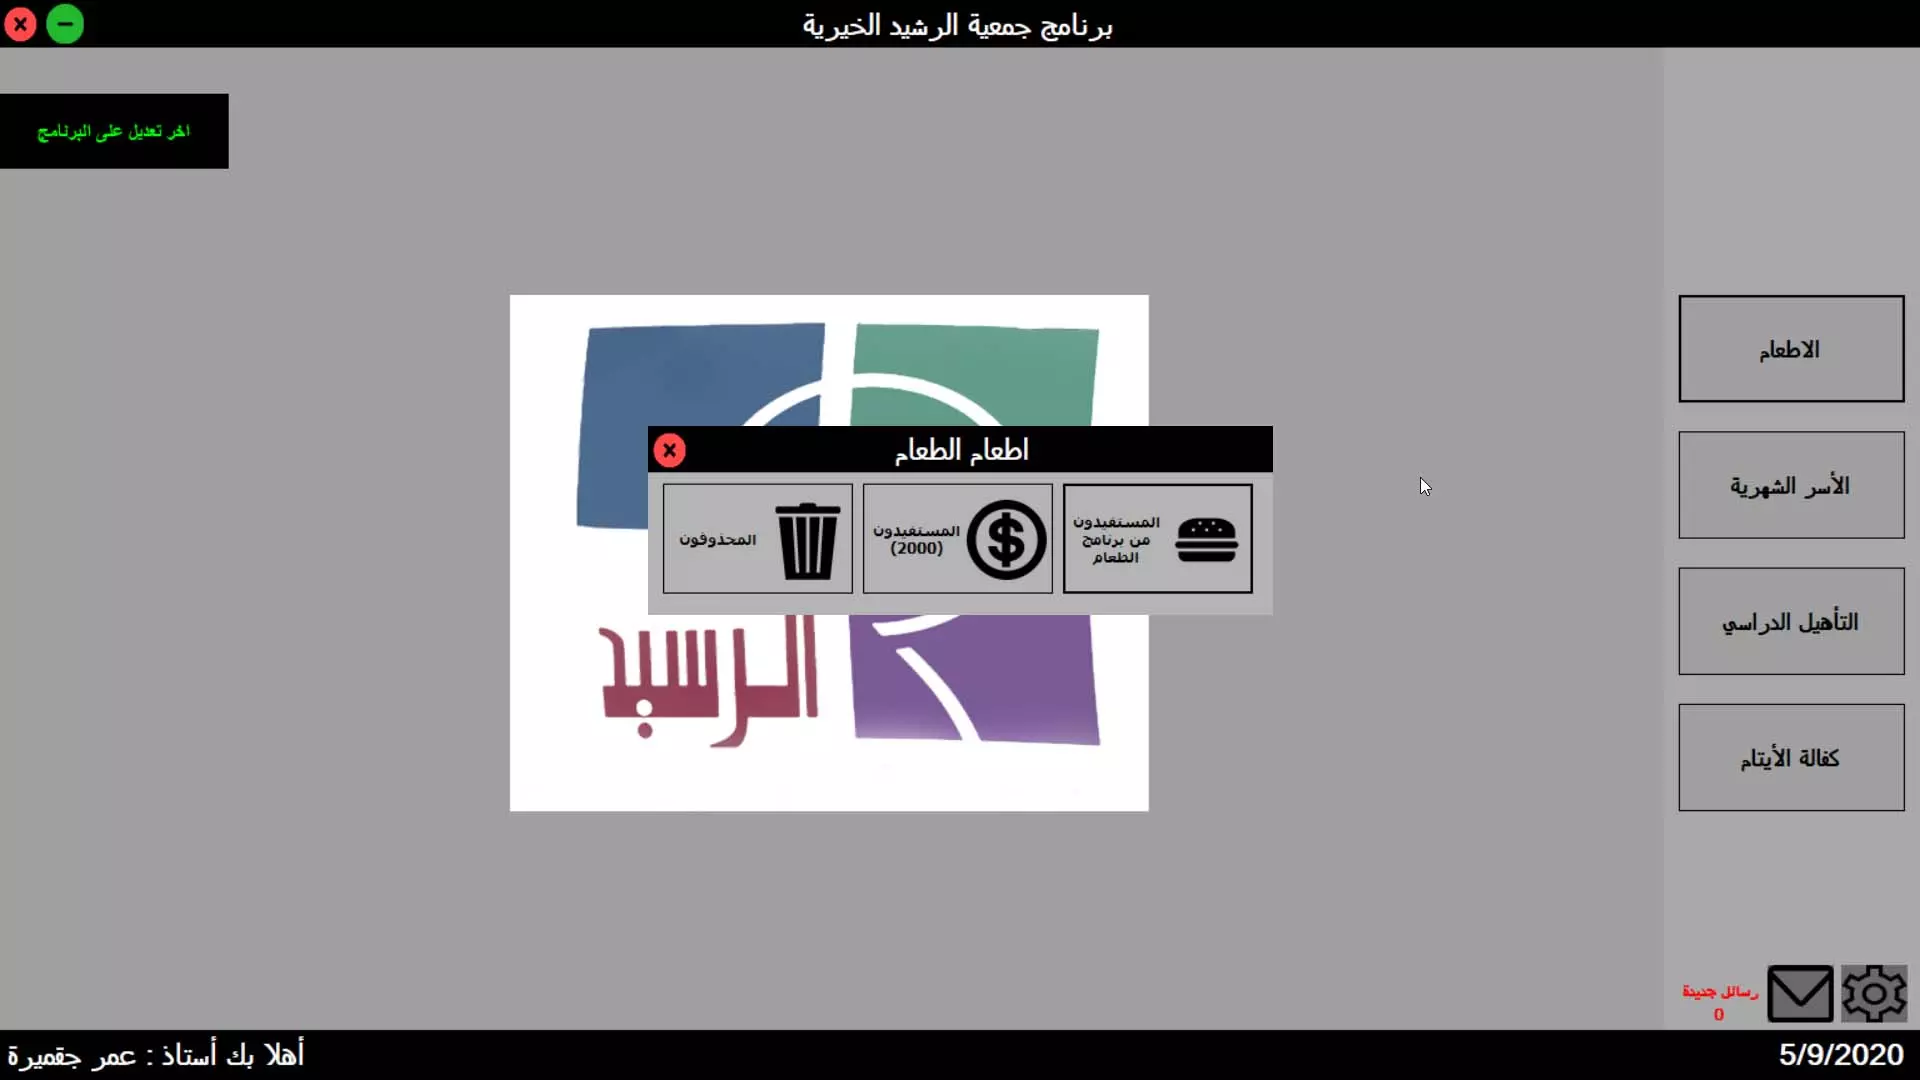 برنامج جمعية الرشيد الخيرية
اخر تعديل على البرنامج
الاطعام
الأسر الشهرية
التأهيل الدراسي
كفالة الأيتام
اطعام الطعام
المستفيدون
من برنامج
الطعام
المستفيدون
(2000)
المحذوفون
الرشيد
رسائل جديدة
0
5/9/2020
أهلا بك أستاذ : عمر جقميرة